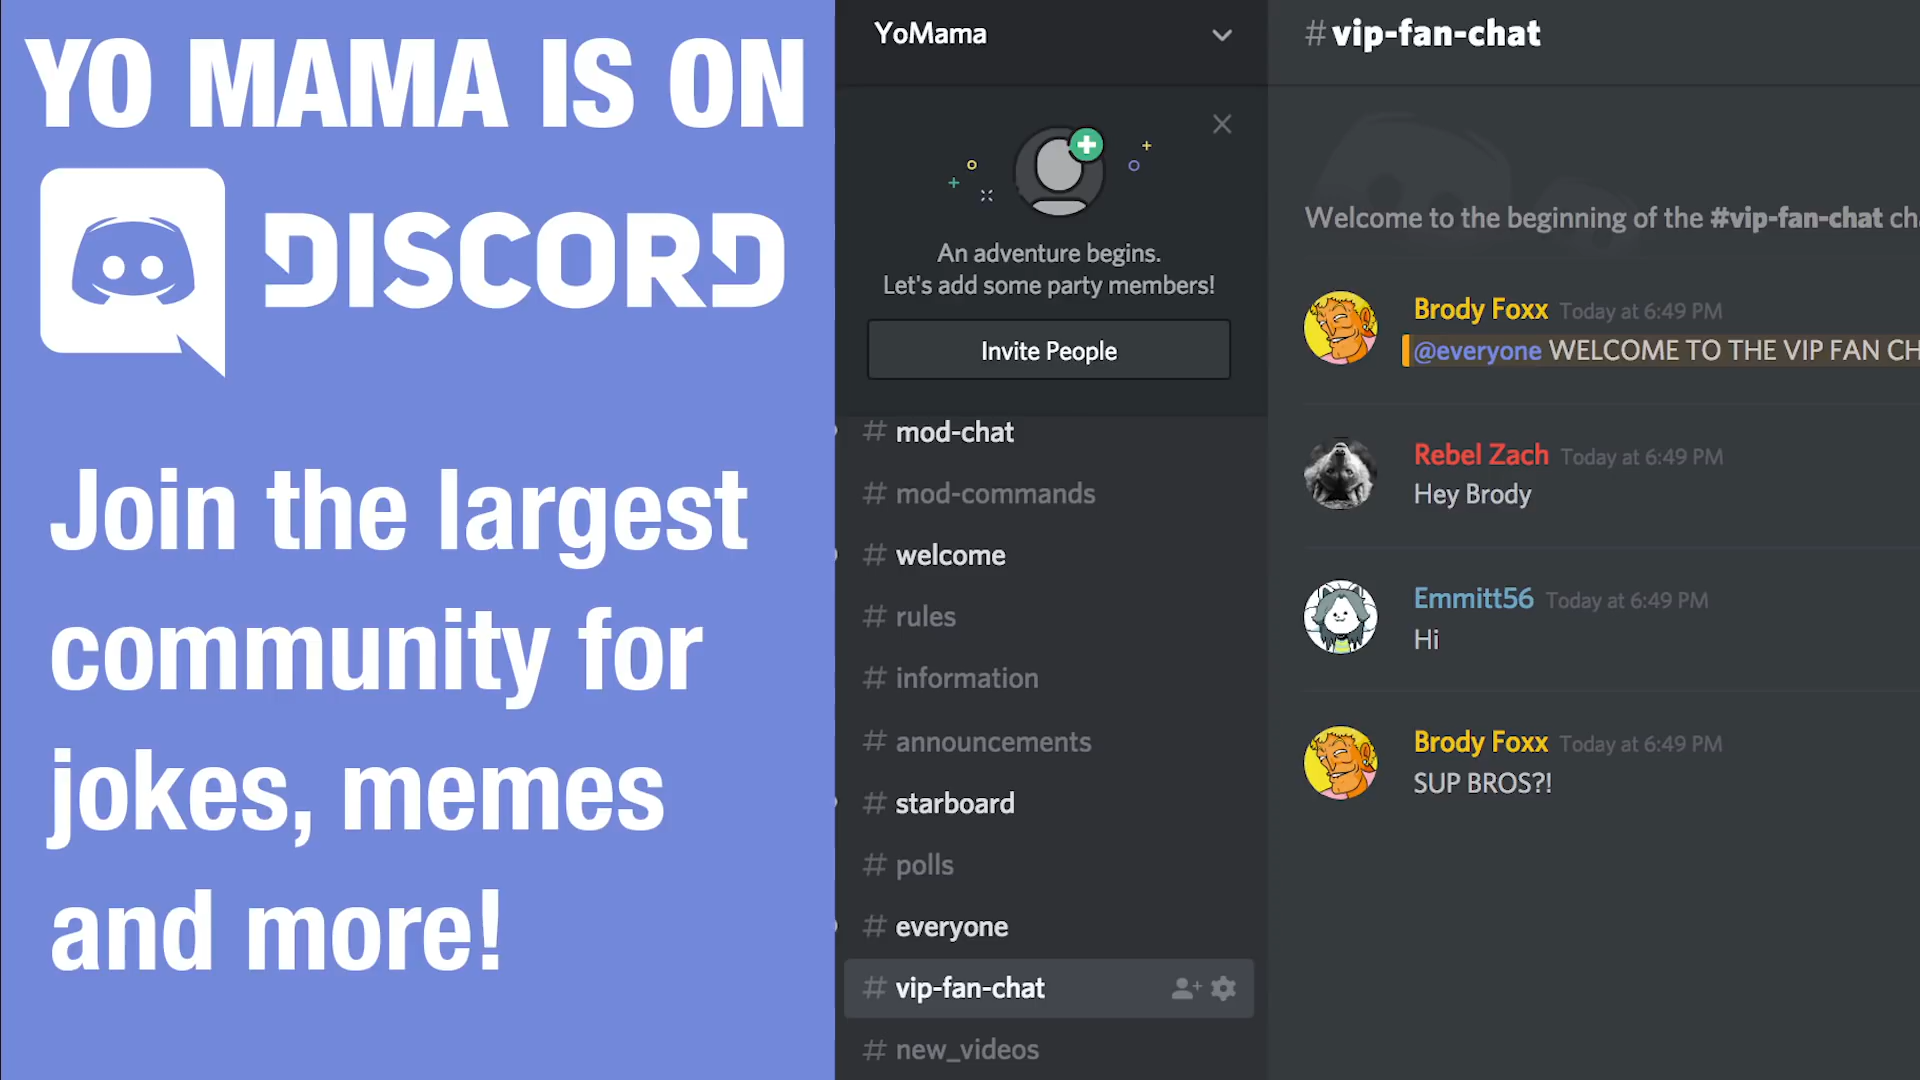 YO MAMA IS ON
DISCORD
Join the largest
community for
jokes, memes
and more!
YoMama
An adventure begins.
Let's add some party members!
Invite People
# mod-chat
# mod-commands
# welcome
# rules
# information
# announcements
# starboard
# polls
# everyone
# vip-fan-chat
# new_videos
# vip-fan-chat
Welcome to the beginning of the #vip-fan-chat
Brody Foxx Today at 6:49 PM
@everyone WELCOME TO THE VIP FAN
Rebel Zach Today at 6:49 PM
Hey Brody
Emmitt56 Today at 6:49 PM
Hi
Brody Foxx Today at 6:49 PM
SUP BROS?!